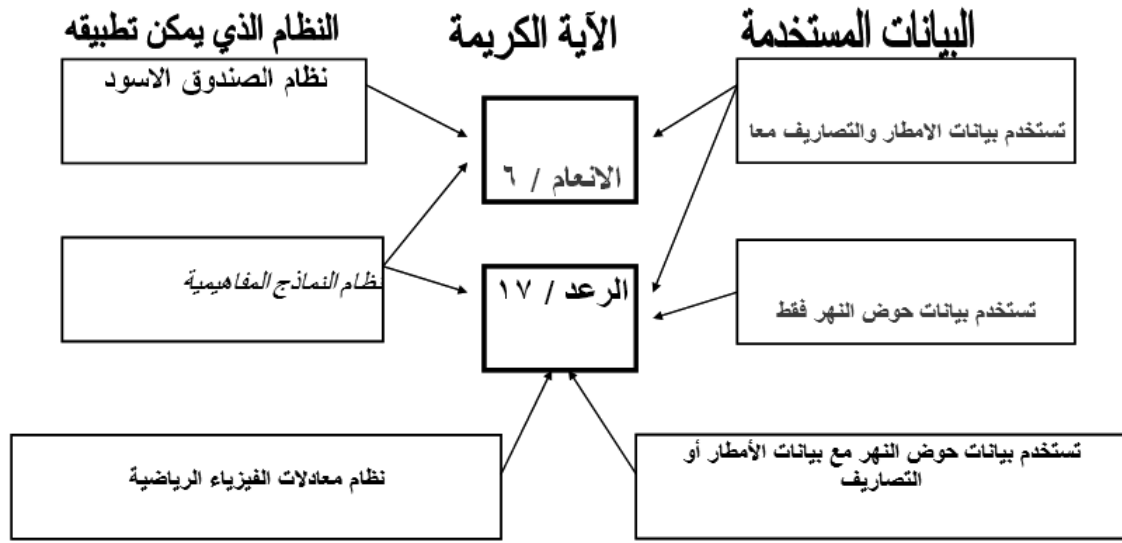 البيانات المستخدمة
الآية الكريمة
النظام الذي يمكن تطبيقه
تستخدم بيانات الامطار والتصاريف معا
الانعام / ٦
نظام الصندوق الاسود
تستخدم بيانات حوض النهر فقط
الرعد / ١٧
نظام النماذج المفاهيمية
تستخدم بيانات حوض النهر مع بيانات الأمطار أو
التصاريف
نظام معادلات الفيزياء الرياضية